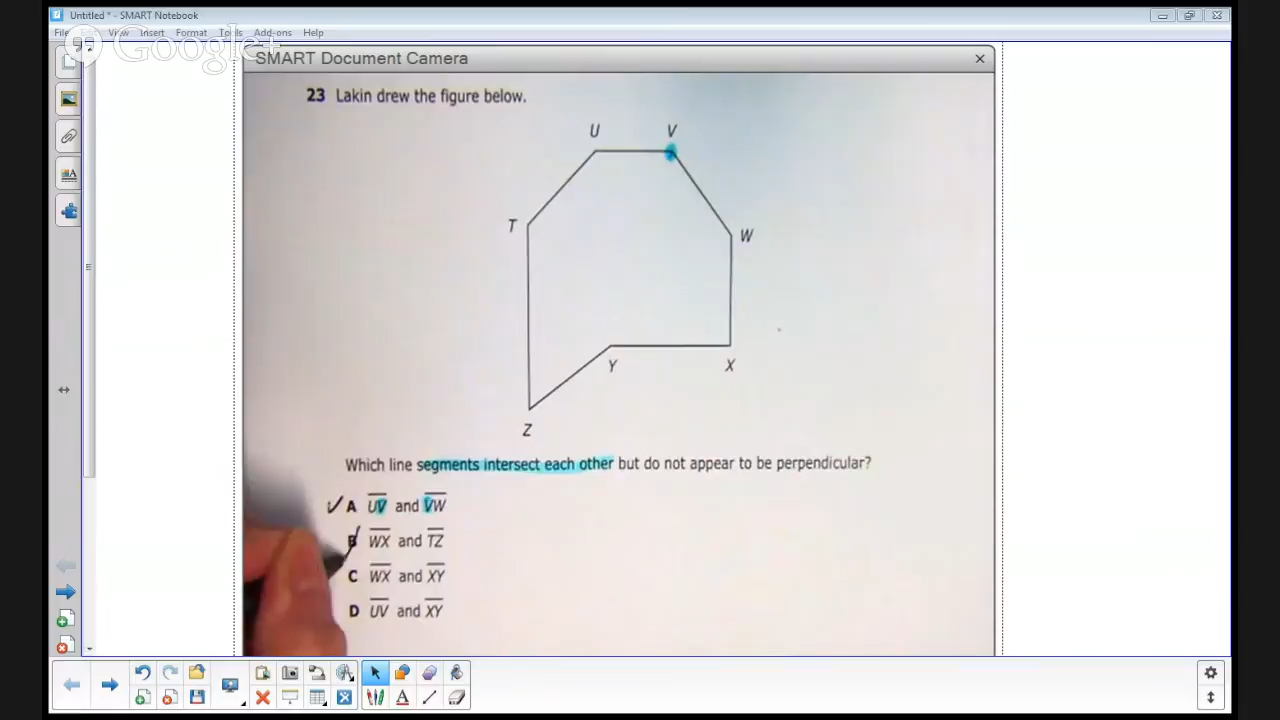 Untitled * - SMART Notebook
File Edit View Insert Format Tools Add-ons Help
Google+
SMART Document Camera
23 Lakin drew the figure below.
U V
T
W
Y X
Z
Which line segments intersect each other but do not appear to be perpendicular?
A UV and VW
B WX and TZ
C WX and XY
D UV and XY